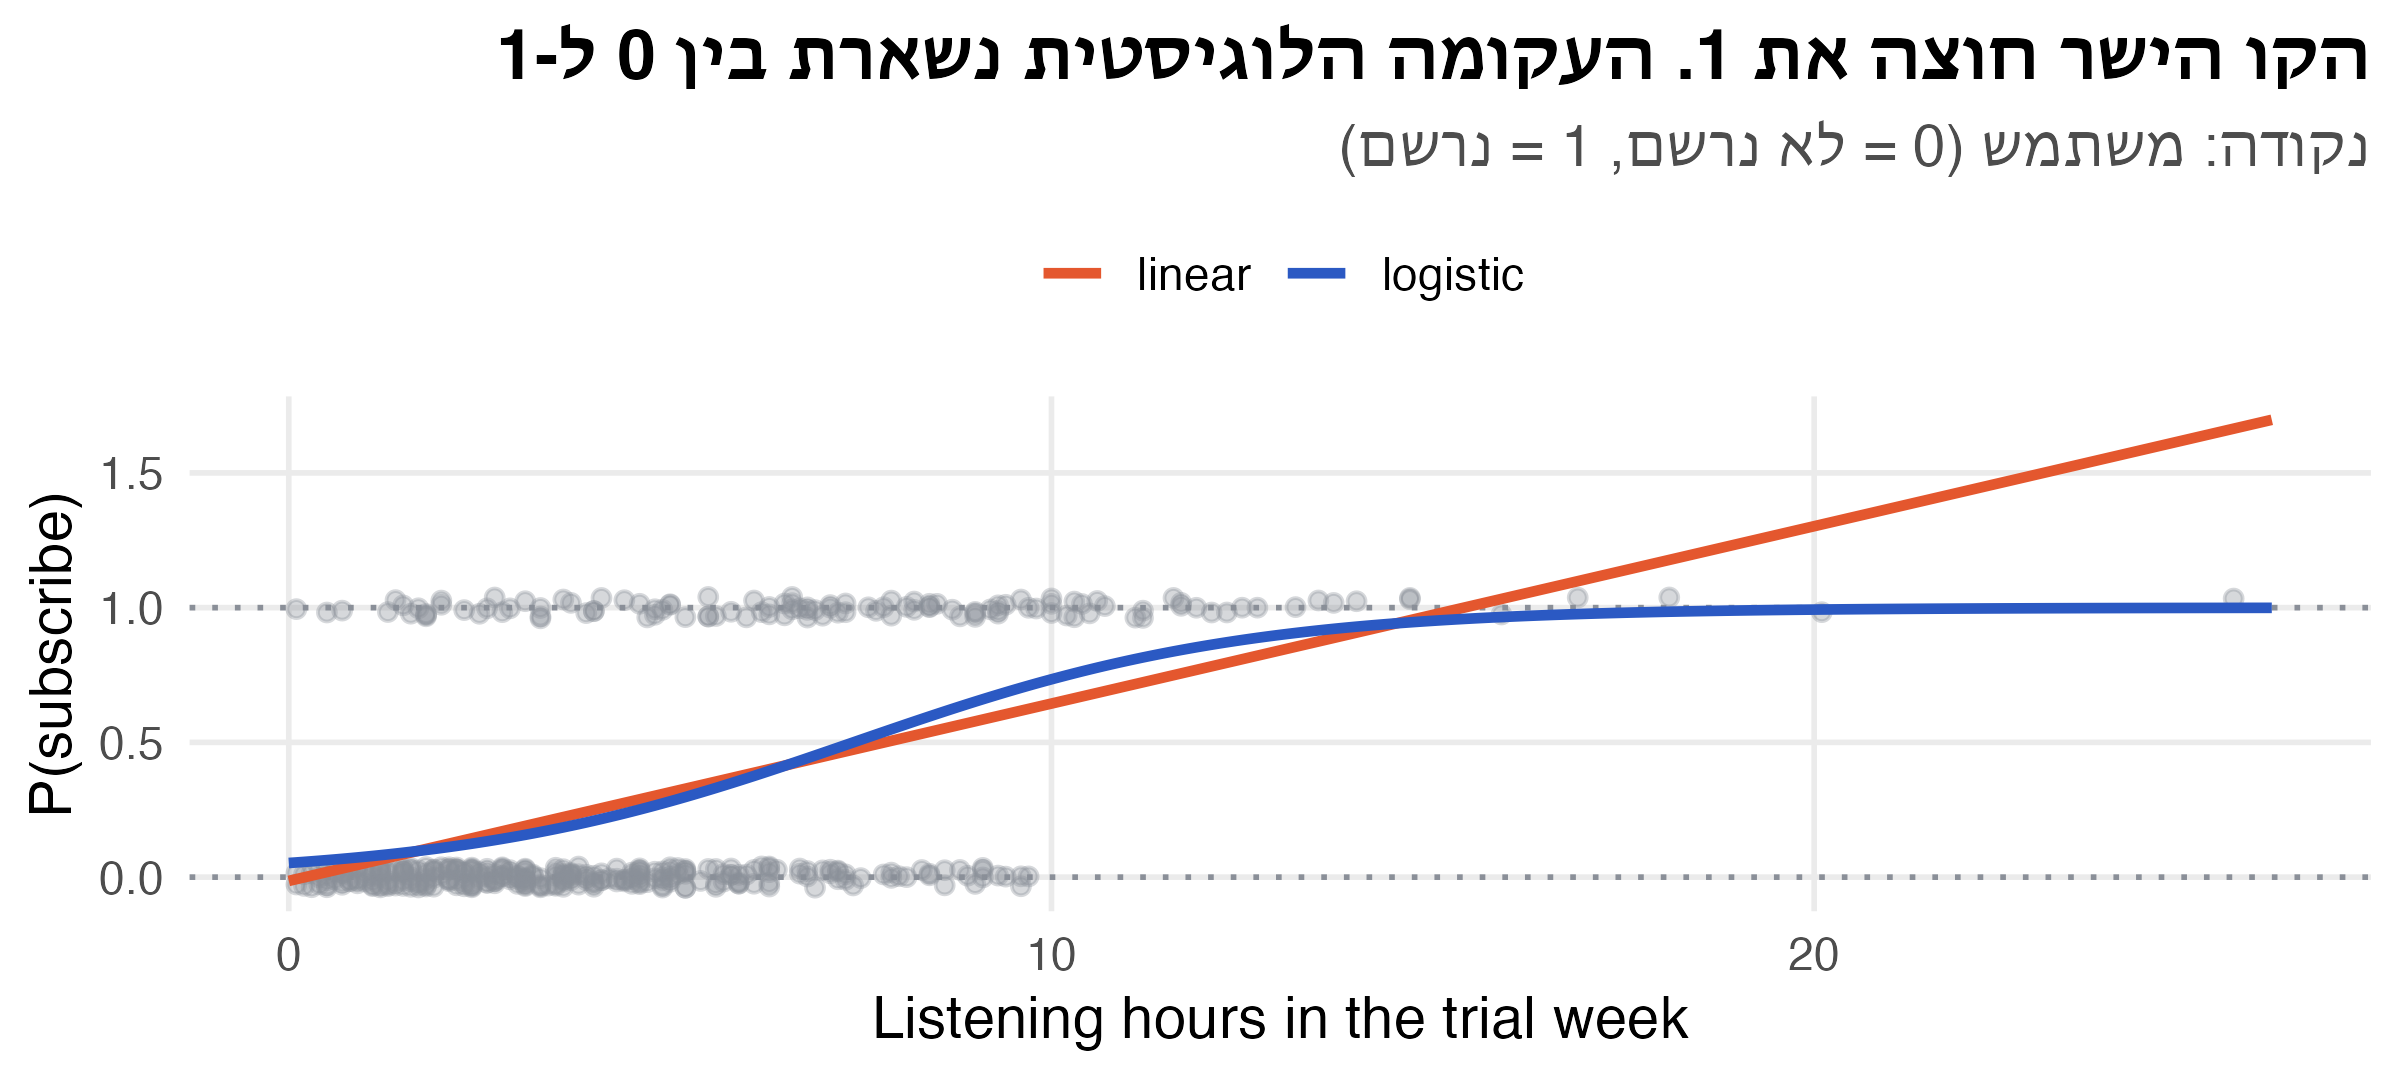 הקו הישר חוצה את 1. העקומה הלוגיסטית נשארת בין 0 ל-1
נקודה: משתמש (0 = לא נרשם, 1 = נרשם)
linear
logistic
P(subscribe)
1.5
1.0
0.5
0.0
0
10
20
Listening hours in the trial week